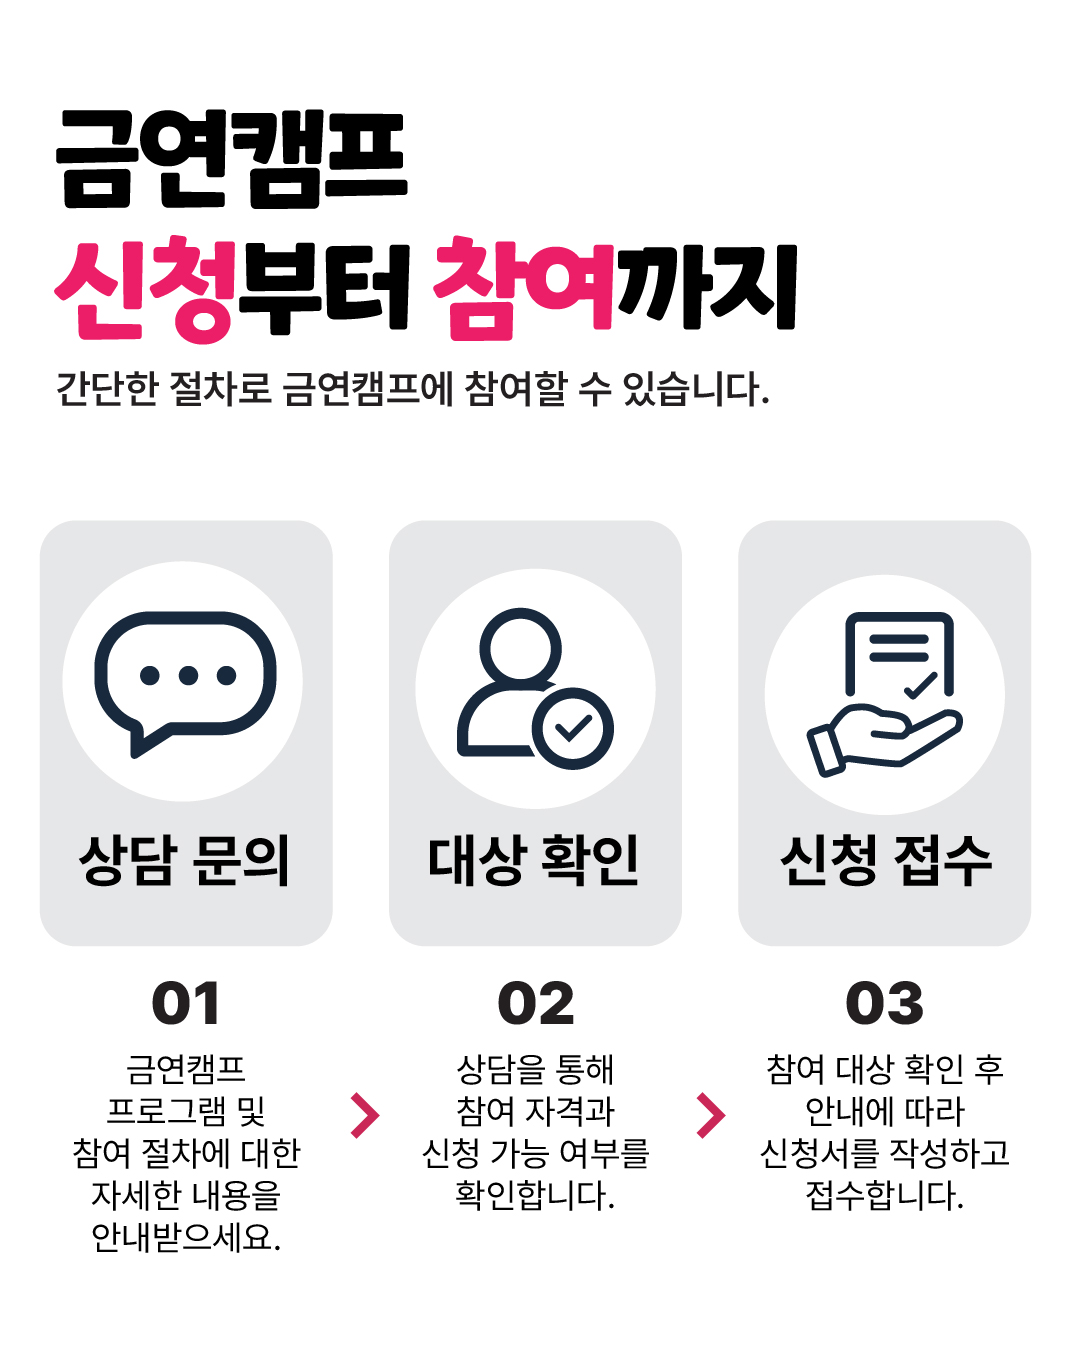 금연캠프
신청부터 참여까지
간단한 절차로 금연캠프에 참여할 수 있습니다.
상담 문의
대상 확인
신청 접수
01
금연캠프
프로그램 및
참여 절차에 대한
자세한 내용을
안내받으세요.
02
상담을 통해
참여 자격과
신청 가능 여부를
확인합니다.
03
참여 대상 확인 후
안내에 따라
신청서를 작성하고
접수합니다.